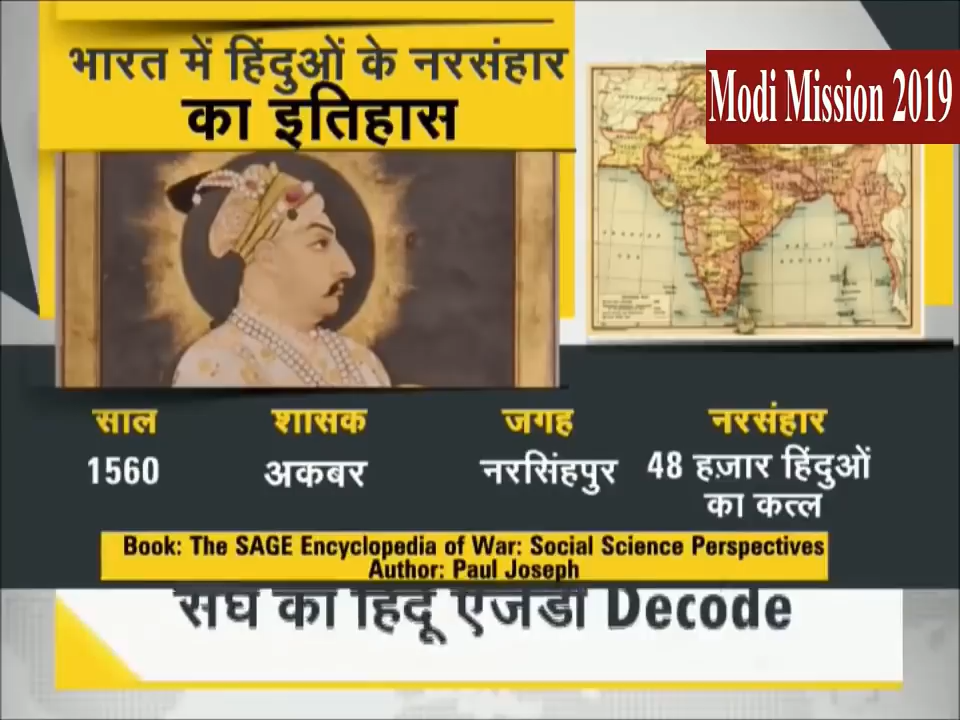 भारत में हिंदुओं के नरसंहार
का इतिहास
Modi Mission 2019
साल शासक जगह नरसंहार
1560 अकबर नरसिंहपुर 48 हज़ार हिंदुओं
का कत्ल
Book: The SAGE Encyclopedia of War: Social Science Perspectives
Author: Paul Joseph
संघ का हिंदू एजेंडा Decode